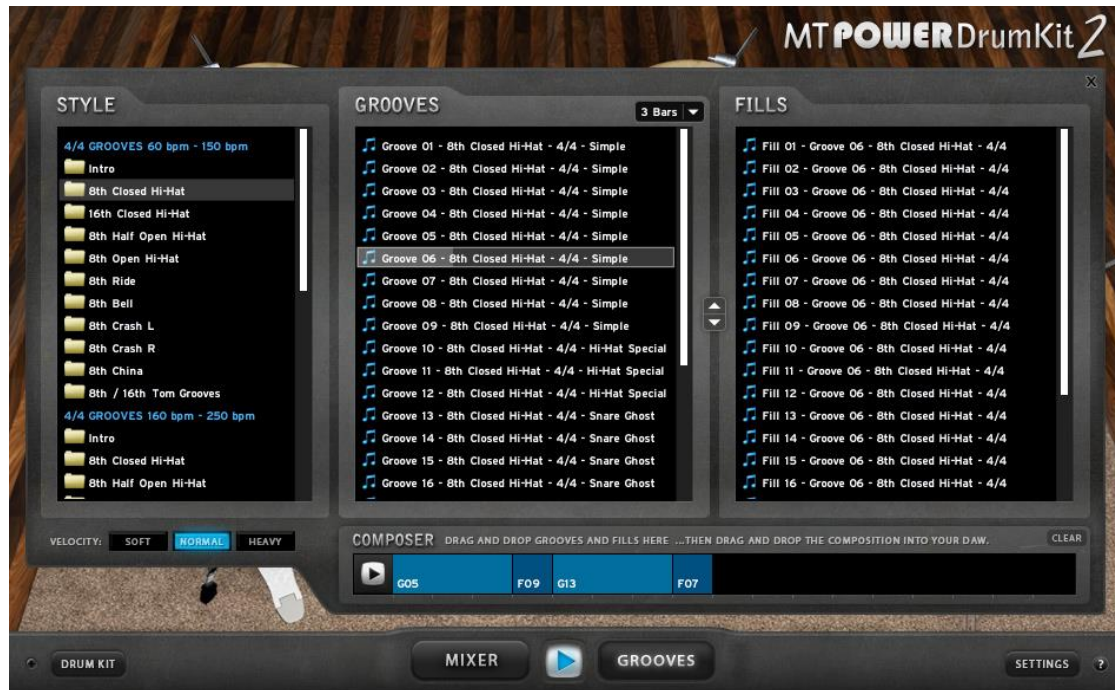 MT POWER DrumKit 2
X
STYLE
4/4 GROOVES 60 bpm - 150 bpm
Intro
8th Closed Hi-Hat
16th Closed Hi-Hat
8th Half Open Hi-Hat
8th Open Hi-Hat
8th Ride
8th Bell
8th Crash L
8th Crash R
8th China
8th / 16th Tom Grooves
4/4 GROOVES 160 bpm - 250 bpm
Intro
8th Closed Hi-Hat
8th Half Open Hi-Hat
GROOVES
3 Bars
Groove 01 - 8th Closed Hi-Hat - 4/4 - Simple
Groove 02 - 8th Closed Hi-Hat - 4/4 - Simple
Groove 03 - 8th Closed Hi-Hat - 4/4 - Simple
Groove 04 - 8th Closed Hi-Hat - 4/4 - Simple
Groove 05 - 8th Closed Hi-Hat - 4/4 - Simple
Groove 06 - 8th Closed Hi-Hat - 4/4 - Simple
Groove 07 - 8th Closed Hi-Hat - 4/4 - Simple
Groove 08 - 8th Closed Hi-Hat - 4/4 - Simple
Groove 09 - 8th Closed Hi-Hat - 4/4 - Simple
Groove 10 - 8th Closed Hi-Hat - 4/4 - Hi-Hat Special
Groove 11 - 8th Closed Hi-Hat - 4/4 - Hi-Hat Special
Groove 12 - 8th Closed Hi-Hat - 4/4 - Hi-Hat Special
Groove 13 - 8th Closed Hi-Hat - 4/4 - Snare Ghost
Groove 14 - 8th Closed Hi-Hat - 4/4 - Snare Ghost
Groove 15 - 8th Closed Hi-Hat - 4/4 - Snare Ghost
Groove 16 - 8th Closed Hi-Hat - 4/4 - Snare Ghost
FILLS
Fill 01 - Groove 06 - 8th Closed Hi-Hat - 4/4
Fill 02 - Groove 06 - 8th Closed Hi-Hat - 4/4
Fill 03 - Groove 06 - 8th Closed Hi-Hat - 4/4
Fill 04 - Groove 06 - 8th Closed Hi-Hat - 4/4
Fill 05 - Groove 06 - 8th Closed Hi-Hat - 4/4
Fill 06 - Groove 06 - 8th Closed Hi-Hat - 4/4
Fill 07 - Groove 06 - 8th Closed Hi-Hat - 4/4
Fill 08 - Groove 06 - 8th Closed Hi-Hat - 4/4
Fill 09 - Groove 06 - 8th Closed Hi-Hat - 4/4
Fill 10 - Groove 06 - 8th Closed Hi-Hat - 4/4
Fill 11 - Groove 06 - 8th Closed Hi-Hat - 4/4
Fill 12 - Groove 06 - 8th Closed Hi-Hat - 4/4
Fill 13 - Groove 06 - 8th Closed Hi-Hat - 4/4
Fill 14 - Groove 06 - 8th Closed Hi-Hat - 4/4
Fill 15 - Groove 06 - 8th Closed Hi-Hat - 4/4
Fill 16 - Groove 06 - 8th Closed Hi-Hat - 4/4
VELOCITY: SOFT NORMAL HEAVY
COMPOSER DRAG AND DROP GROOVES AND FILLS HERE ...THEN DRAG AND DROP THE COMPOSITION INTO YOUR DAW. CLEAR
G05 F09 G13 F07
DRUM KIT MIXER GROOVES SETTINGS ?